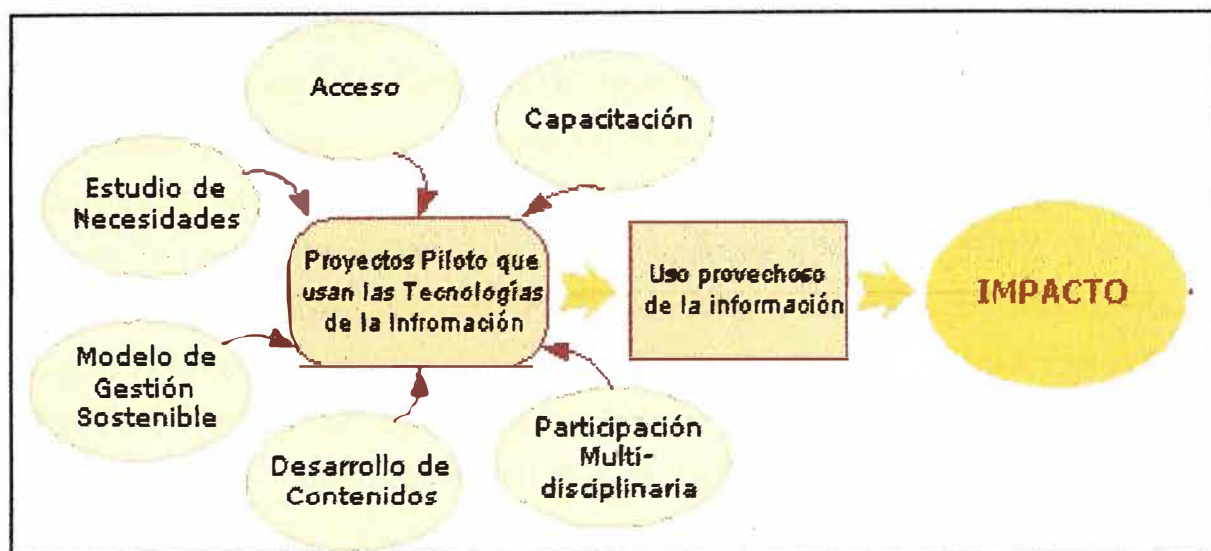 Acceso
Capacitación
Estudio de
Necesidades
Proyectos Piloto que
usan las Tecnologías
de la Infromación
Uso provechoso
de la información
IMPACTO
Modelo de
Gestión
Sostenible
Desarrollo de
Contenidos
Participación
Multi-
disciplinaria